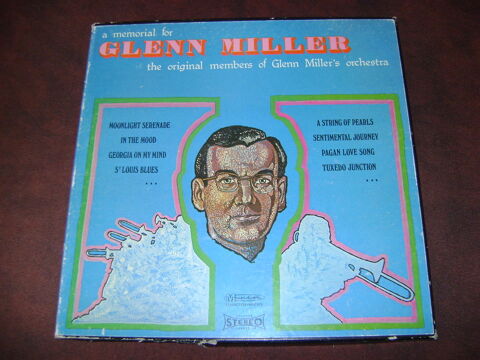 a memorial for
GLENN MILLER
the original members of Glenn Miller's orchestra
MOONLIGHT SERENADE
IN THE MOOD
GEORGIA ON MY MIND
ST LOUIS BLUES
...
A STRING OF PEARLS
SENTIMENTAL JOURNEY
PAGAN LOVE SONG
TUXEDO JUNCTION
...
STEREO